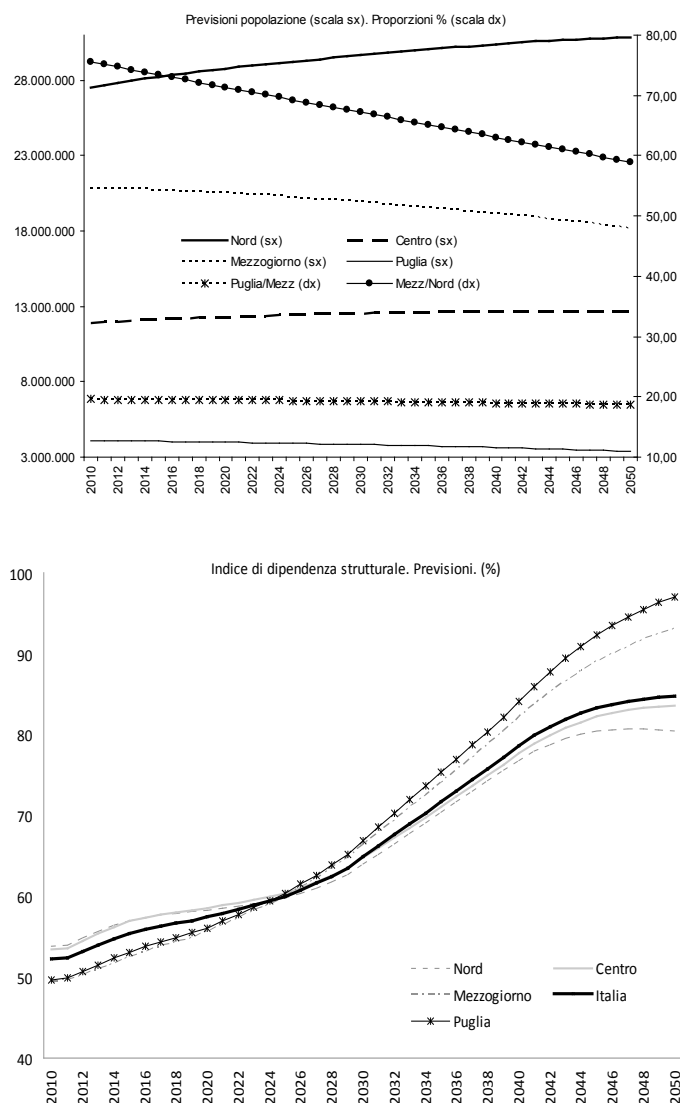 Previsioni popolazione (scala sx). Proporzioni % (scala dx)
28.000.000
23.000.000
18.000.000
13.000.000
8.000.000
3.000.000
80,00
70,00
60,00
50,00
40,00
30,00
20,00
10,00
Nord (sx) Centro (sx)
Mezzogiorno (sx) Puglia (sx)
Puglia/Mezz (dx) Mezz/Nord (dx)
2010 2012 2014 2016 2018 2020 2022 2024 2026 2028 2030 2032 2034 2036 2038 2040 2042 2044 2046 2048 2050
Indice di dipendenza strutturale. Previsioni. (%)
100
90
80
70
60
50
40
Nord Centro
Mezzogiorno Italia
Puglia
2010 2012 2014 2016 2018 2020 2022 2024 2026 2028 2030 2032 2034 2036 2038 2040 2042 2044 2046 2048 2050